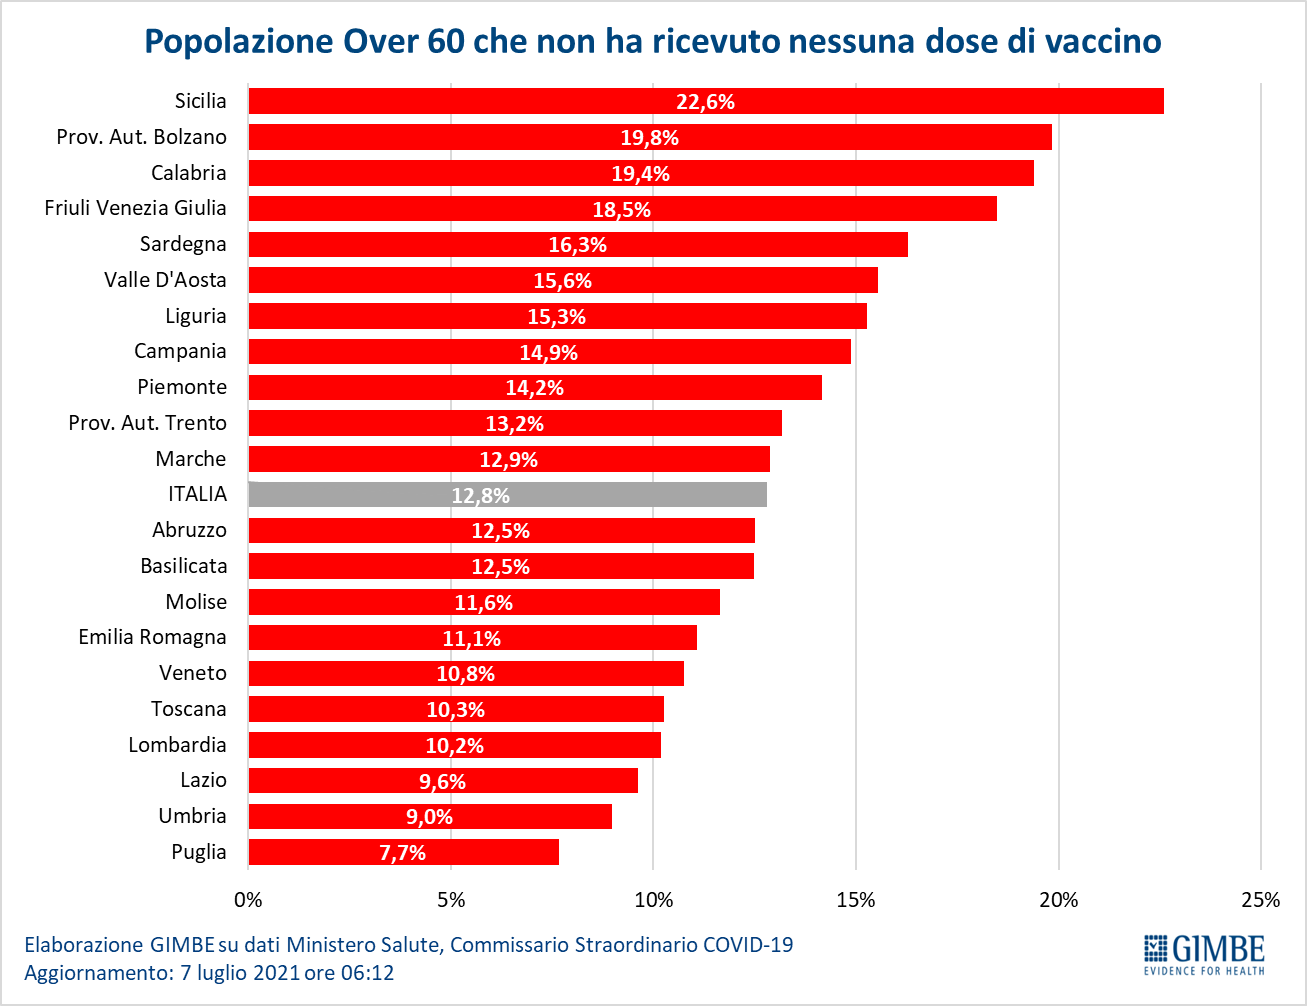 Popolazione Over 60 che non ha ricevuto nessuna dose di vaccino
Sicilia 22,6%
Prov. Aut. Bolzano 19,8%
Calabria 19,4%
Friuli Venezia Giulia 18,5%
Sardegna 16,3%
Valle D'Aosta 15,6%
Liguria 15,3%
Campania 14,9%
Piemonte 14,2%
Prov. Aut. Trento 13,2%
Marche 12,9%
ITALIA 12,8%
Abruzzo 12,5%
Basilicata 12,5%
Molise 11,6%
Emilia Romagna 11,1%
Veneto 10,8%
Toscana 10,3%
Lombardia 10,2%
Lazio 9,6%
Umbria 9,0%
Puglia 7,7%
0% 5% 10% 15% 20% 25%
Elaborazione GIMBE su dati Ministero Salute, Commissario Straordinario COVID-19
Aggiornamento: 7 luglio 2021 ore 06:12
GIMBE
EVIDENCE FOR HEALTH